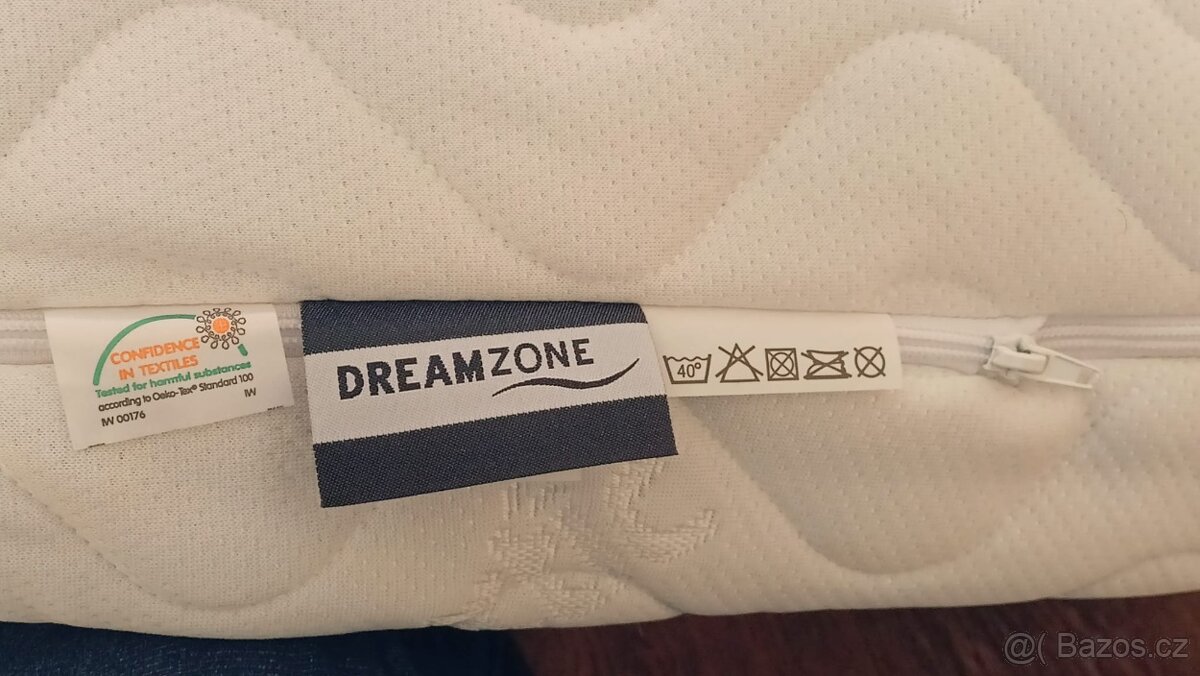 CONFIDENCE
IN TEXTILES
Tested for harmful substances
according to Oeko-Tex® Standard 100
IW 00176 IW
DREAMZONE
40°
@( Bazos.cz